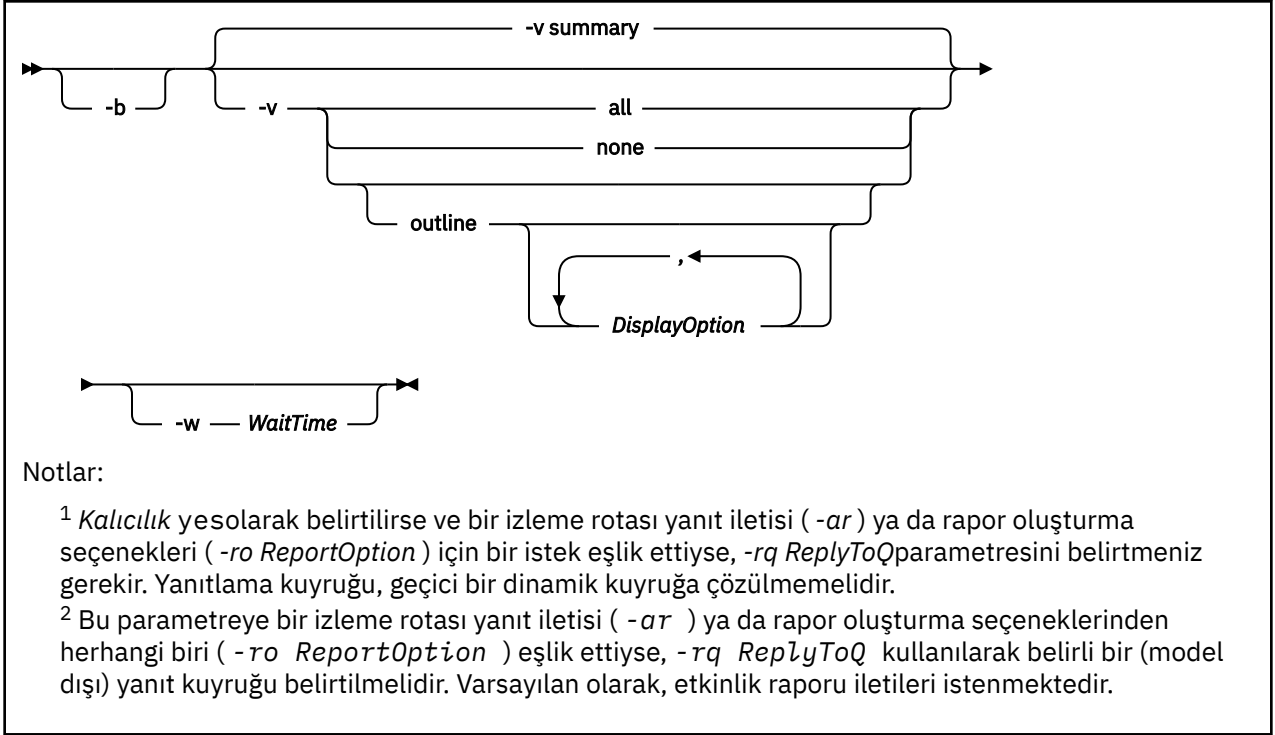 -v summary
-b
-v all
none
outline
,
DisplayOption
-w WaitTime
Notlar:
1 Kalıcılık yesolarak belirtilirse ve bir izleme rotası yanıt iletisi ( -ar ) ya da rapor oluşturma
seçenekleri ( -ro ReportOption ) için bir istek eşlik ettiyse, -rq ReplyToQparametresini belirtmeniz
gerekir. Yanıtlama kuyruğu, geçici bir dinamik kuyruğa çözülmemelidir.
2 Bu parametreye bir izleme rotası yanıt iletisi ( -ar ) ya da rapor oluşturma seçeneklerinden
herhangi biri ( -ro ReportOption ) eşlik ettiyse, -rq ReplyToQ kullanılarak belirli bir (model
dışı) yanıt kuyruğu belirtilmelidir. Varsayılan olarak, etkinlik raporu iletileri istenmektedir.